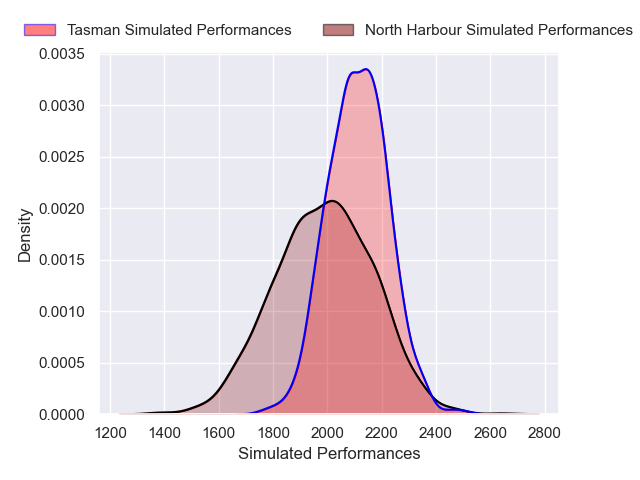 Tasman Simulated Performances
North Harbour Simulated Performances
0.0035
0.0030
0.0025
0.0020
0.0015
0.0010
0.0005
0.0000
Density
1200 1400 1600 1800 2000 2200 2400 2600 2800
Simulated Performances